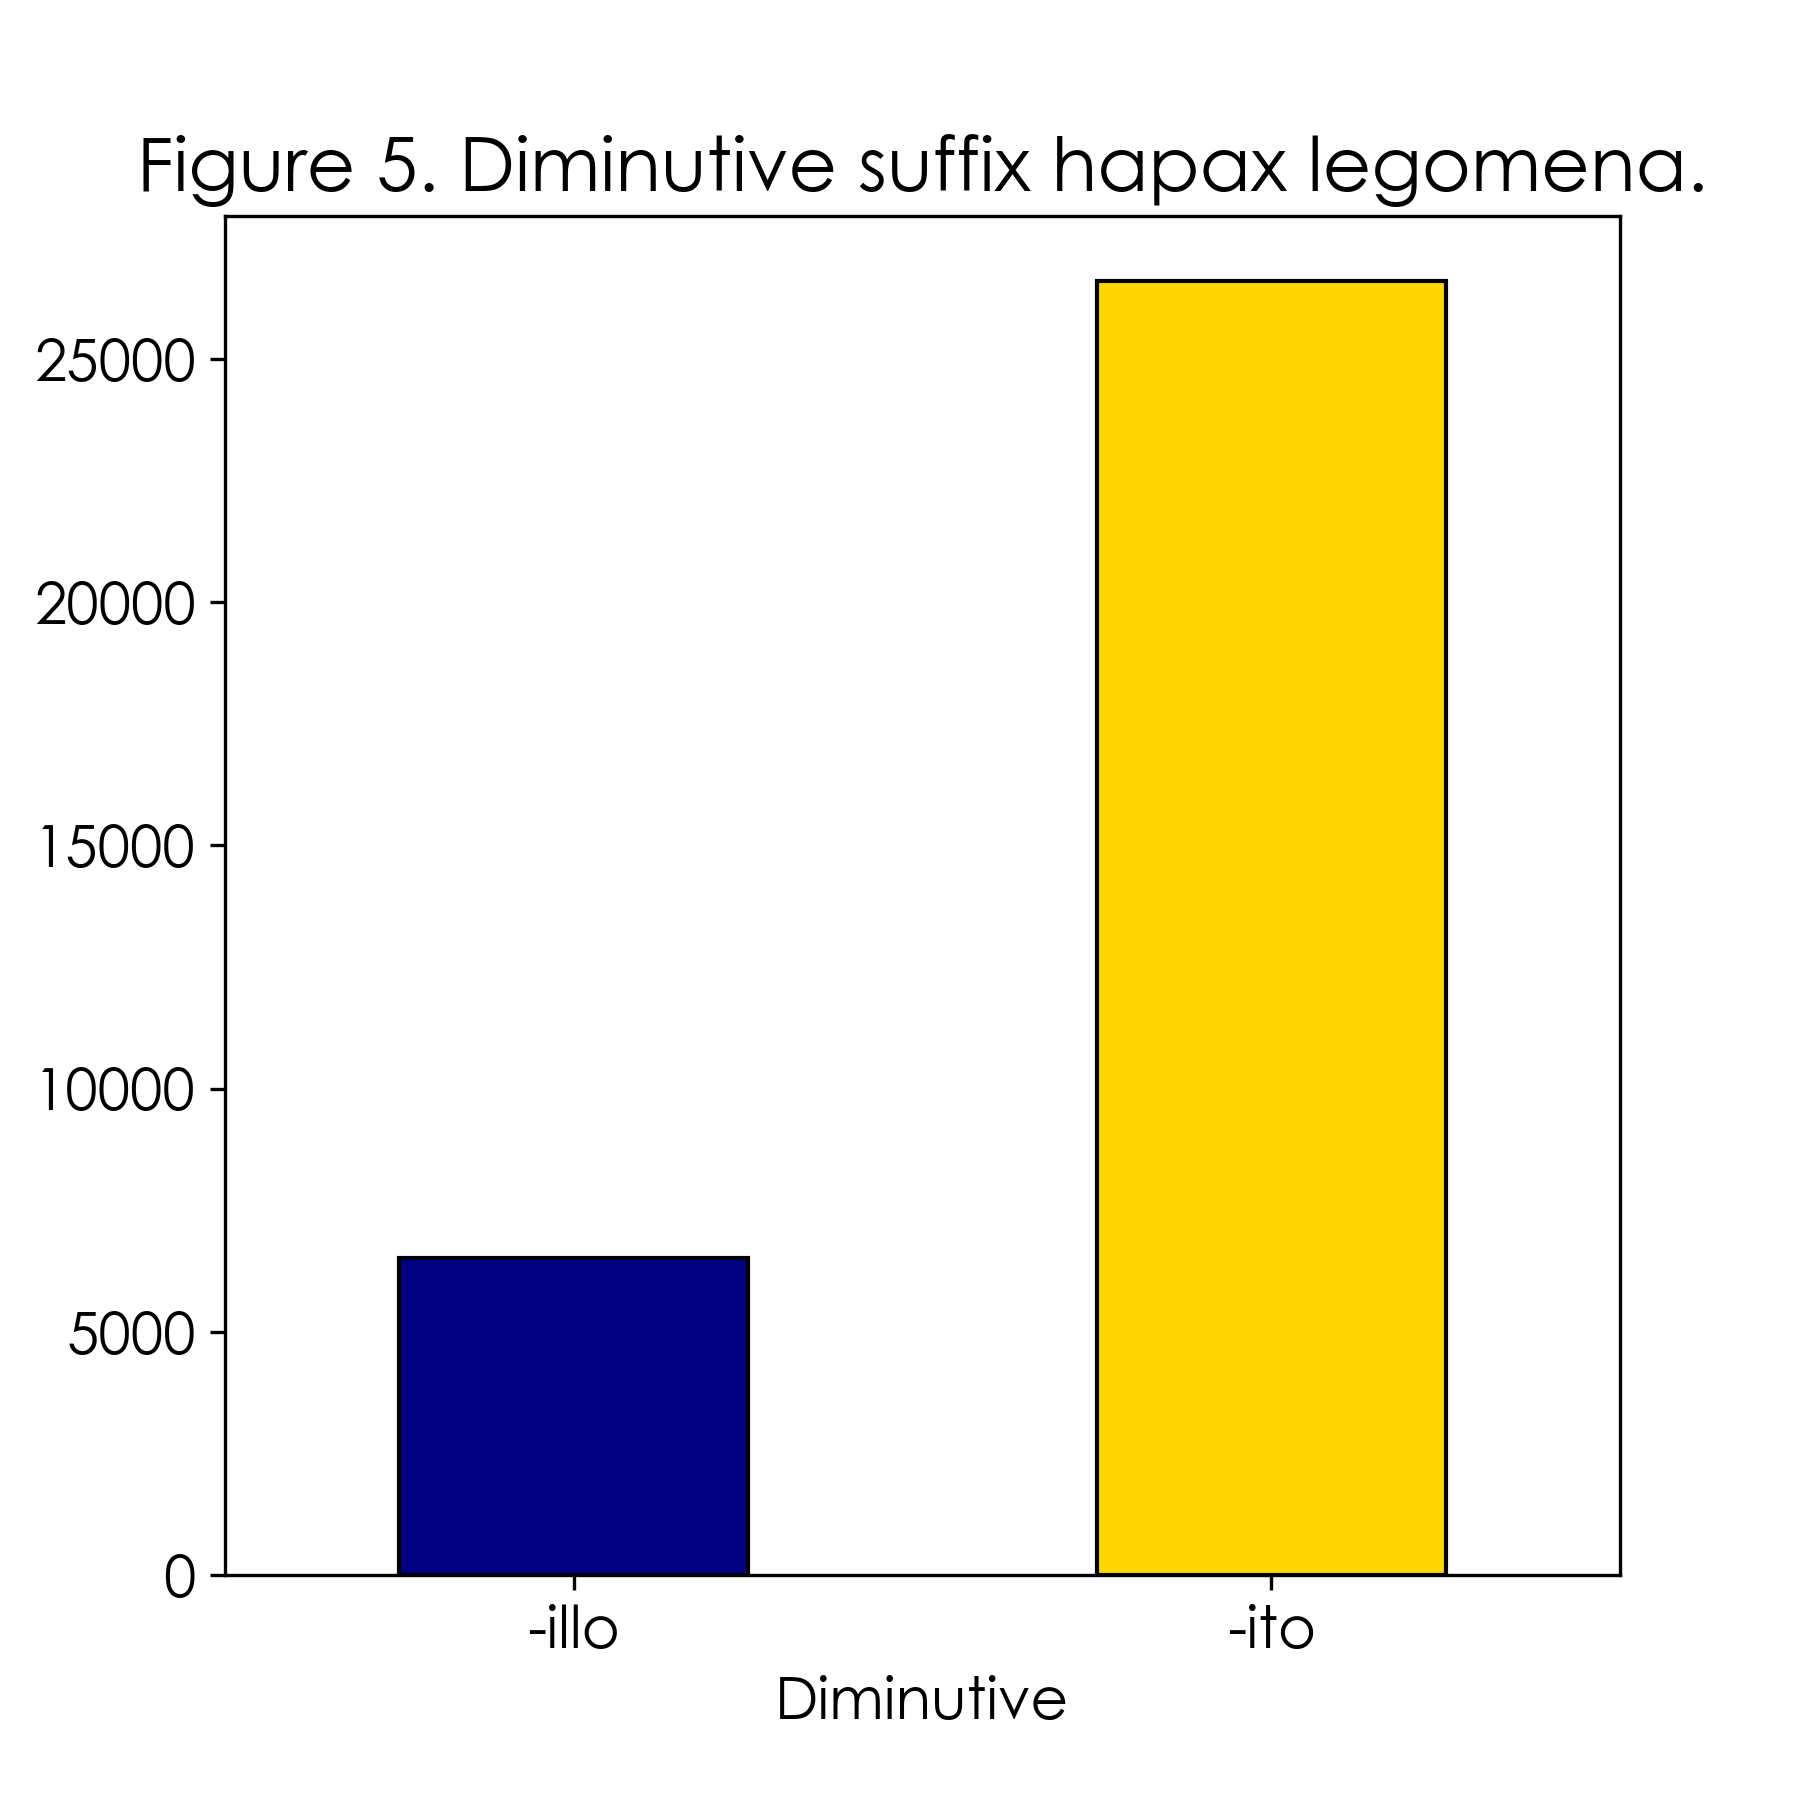 Figure 5. Diminutive suffix hapax legomena.
25000
20000
15000
10000
5000
0
-illo
-ito
Diminutive